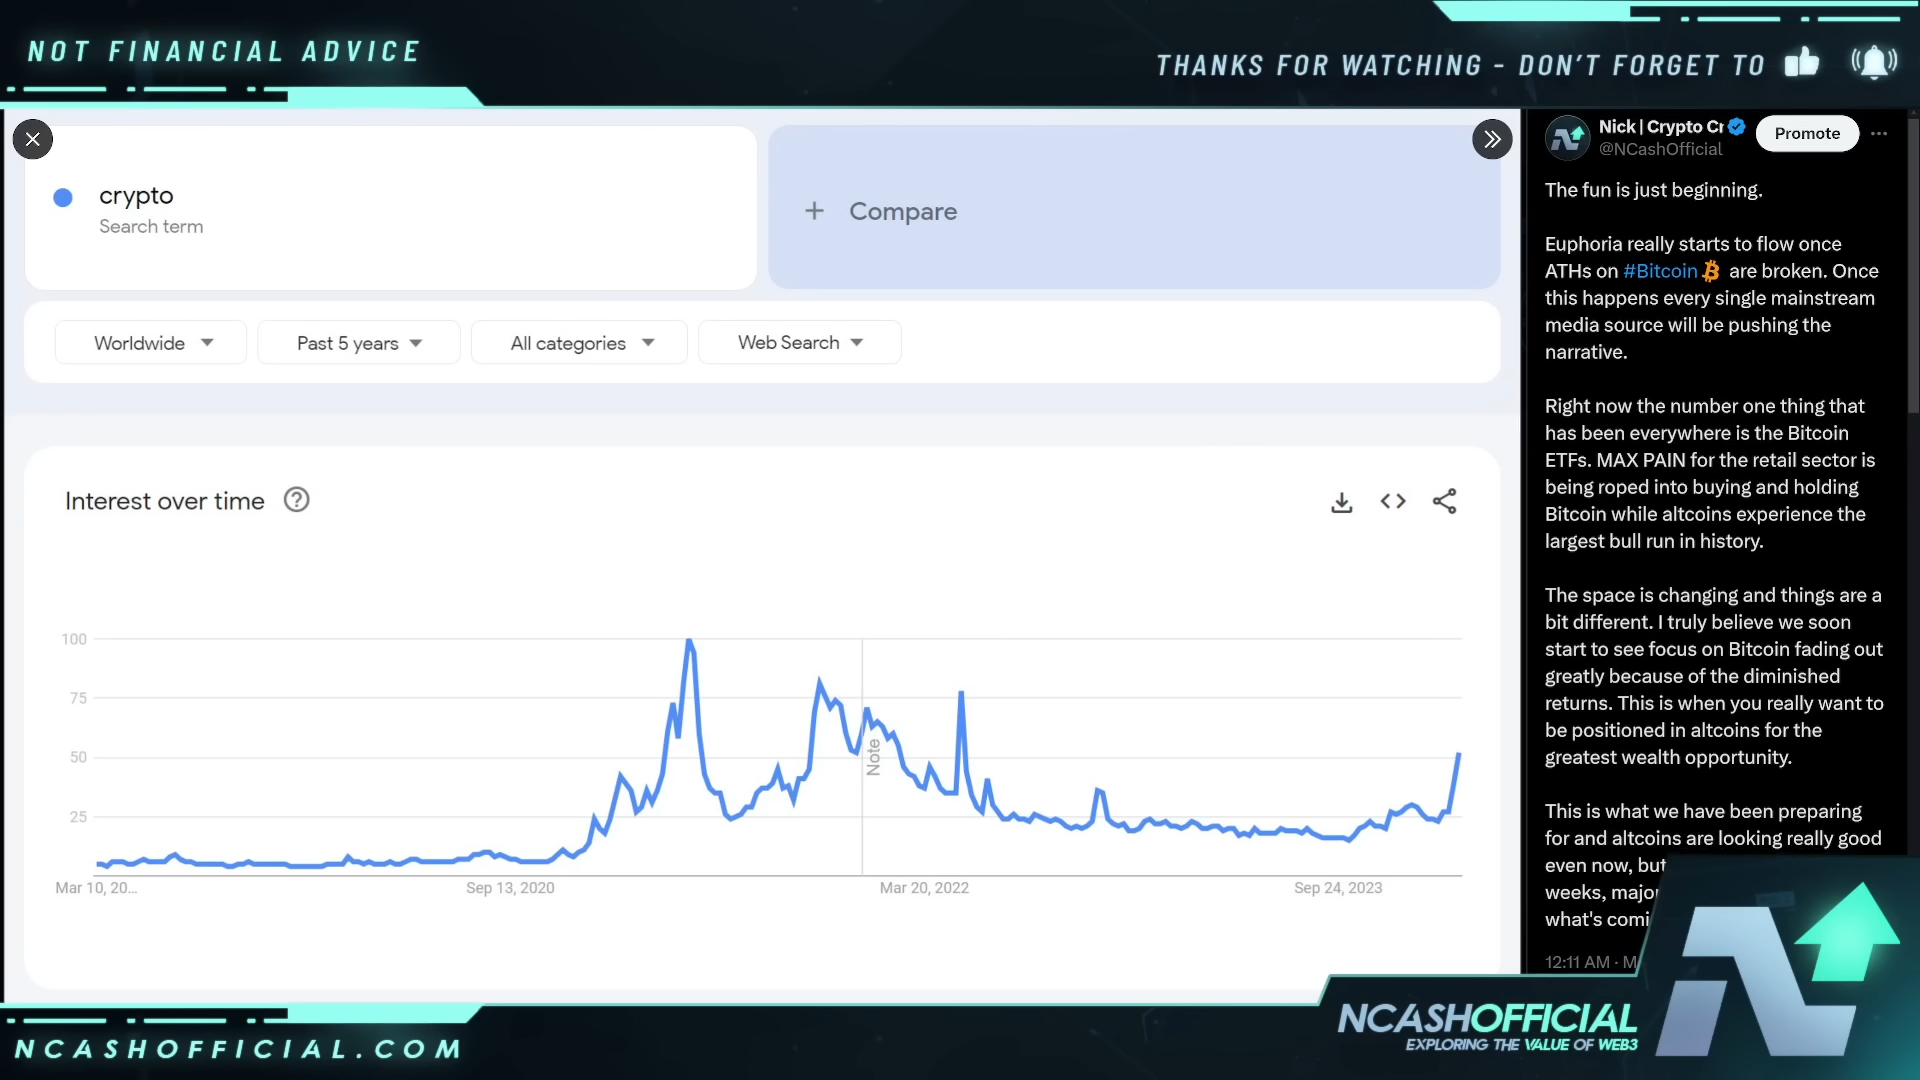 NOT FINANCIAL ADVICE
THANKS FOR WATCHING - DON'T FORGET TO
crypto
Search term
+ Compare
Worldwide
Past 5 years
All categories
Web Search
Interest over time
100
75
50
25
Note
Mar 10, 20...
Sep 13, 2020
Mar 20, 2022
Sep 24, 2023
Nick | Crypto Cr
@NCashOfficial
Promote
The fun is just beginning.
Euphoria really starts to flow once
ATHs on #Bitcoin are broken. Once
this happens every single mainstream
media source will be pushing the
narrative.
Right now the number one thing that
has been everywhere is the Bitcoin
ETFs. MAX PAIN for the retail sector is
being roped into buying and holding
Bitcoin while altcoins experience the
largest bull run in history.
The space is changing and things are a
bit different. I truly believe we soon
start to see focus on Bitcoin fading out
greatly because of the diminished
returns. This is when you really want to
be positioned in altcoins for the
greatest wealth opportunity.
This is what we have been preparing
for and altcoins are looking really good
even now, but
weeks, major
what's comi
12:11 AM · M
NCASHOFFICIAL.COM
NCASHOFFICIAL
EXPLORING THE VALUE OF WEB3